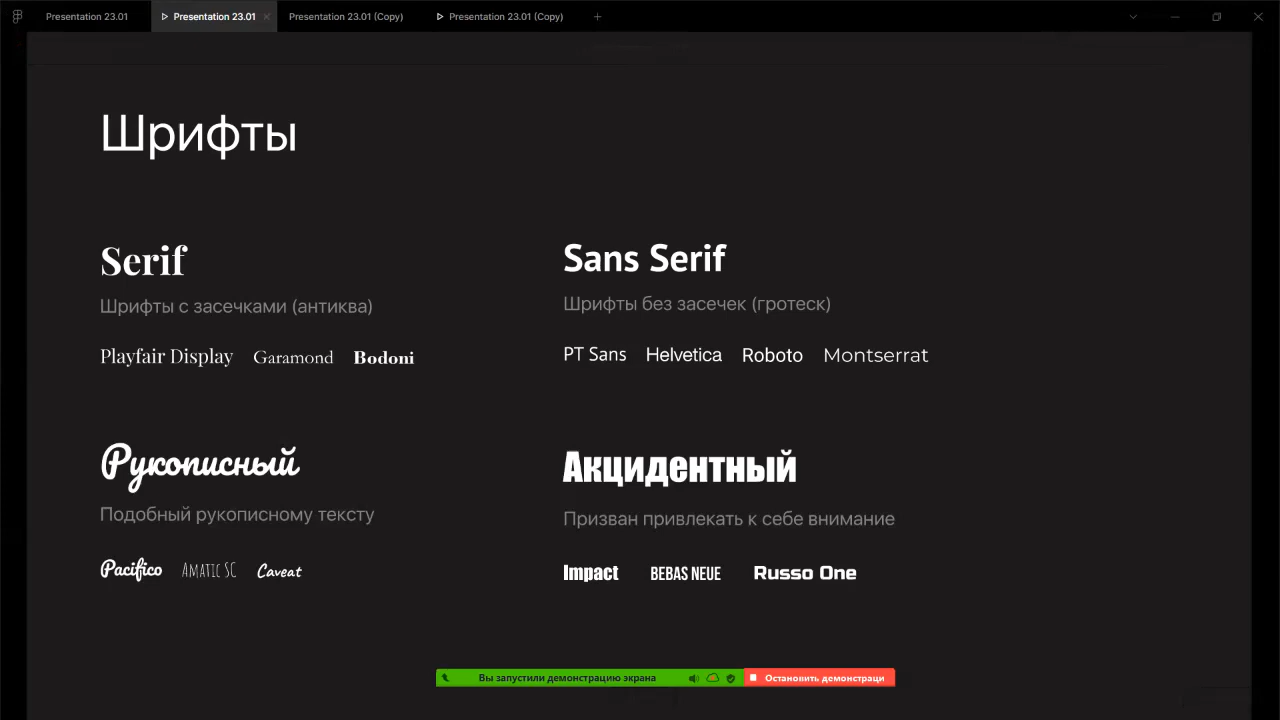 Presentation 23.01
Presentation 23.01
Presentation 23.01 (Copy)
Presentation 23.01 (Copy)
Шрифты
Serif
Шрифты с засечками (антиква)
Playfair Display Garamond Bodoni
Sans Serif
Шрифты без засечек (гротеск)
PT Sans Helvetica Roboto Montserrat
Рукописный
Подобный рукописному тексту
Pacifico Amatic SC Caveat
Акцидентный
Призван привлекать к себе внимание
Impact BEBAS NEUE Russo One
Вы запустили демонстрацию экрана
Остановить демонстраци